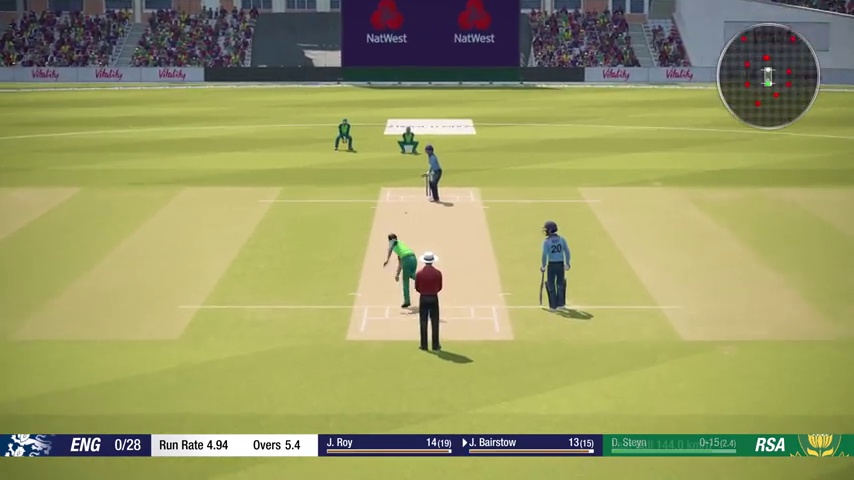 NatWest NatWest
Vitality Vitality Vitality Vitality Vitality
20
ENG 0/28 Run Rate 4.94 Overs 5.4 J. Roy 14(19) J. Bairstow 13(15) D. Steyn 0-15(2.4) RSA